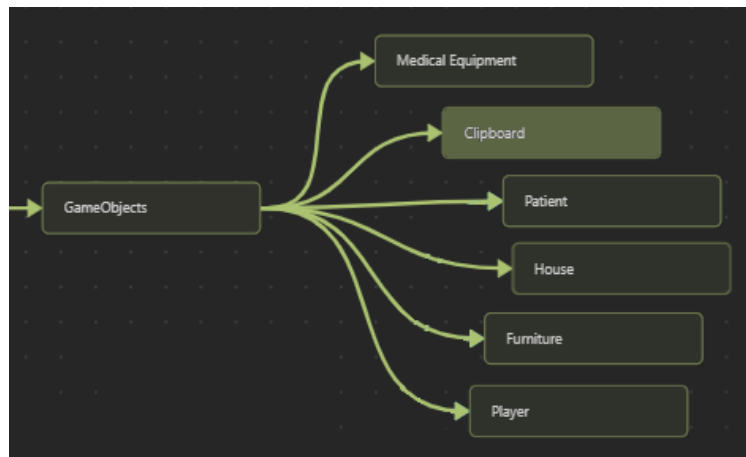 Medical Equipment
Clipboard
GameObjects
Patient
House
Furniture
Player